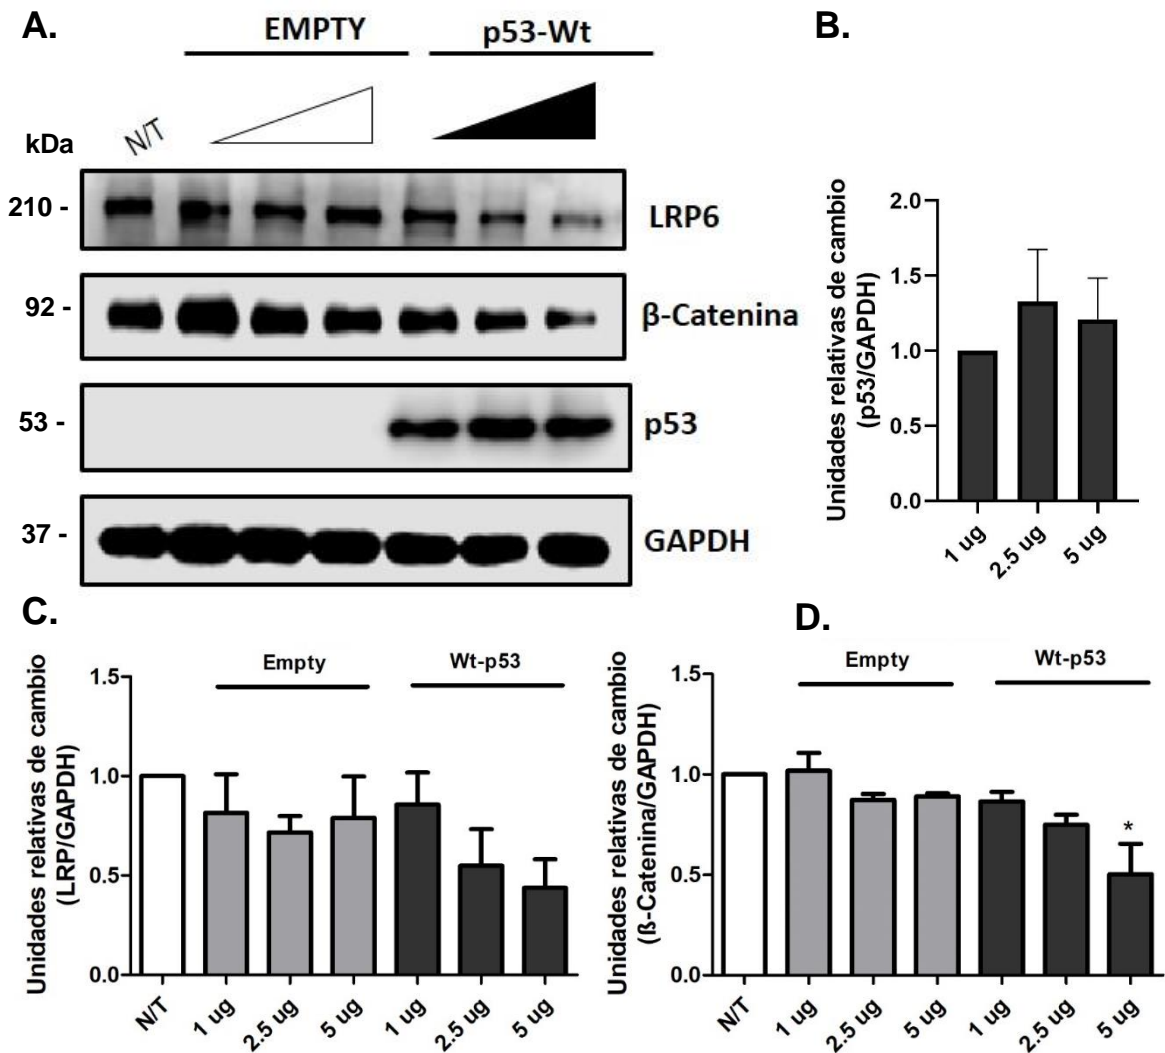 A.
EMPTY
p53-Wt
N/T
kDa
210 -
LRP6
92 -
β-Catenina
53 -
p53
37 -
GAPDH
B.
Unidades relativas de cambio
(p53/GAPDH)
2.0
1.5
1.0
0.5
0.0
1 ug
2.5 ug
5 ug
C.
Empty
Wt-p53
Unidades relativas de cambio
(LRP/GAPDH)
1.5
1.0
0.5
0.0
N/T
1 ug
2.5 ug
5 ug
1 ug
2.5 ug
5 ug
D.
Empty
Wt-p53
Unidades relativas de cambio
(ß-Catenina/GAPDH)
1.5
1.0
0.5
0.0
*
N/T
1 ug
2.5 ug
5 ug
1 ug
2.5 ug
5 ug